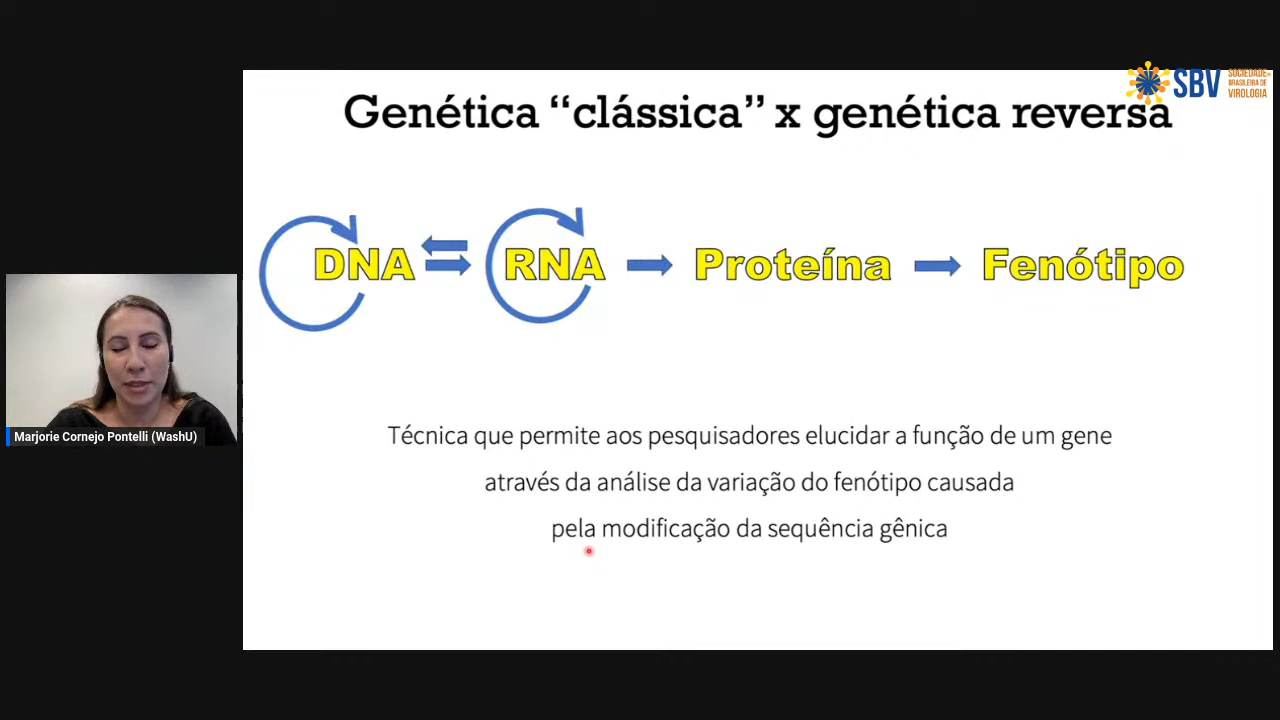 SBV
SOCIEDADE
BRASILEIRA DE
VIROLOGIA
Genética “clássica” x genética reversa
DNA RNA Proteína Fenótipo
Técnica que permite aos pesquisadores elucidar a função de um gene
através da análise da variação do fenótipo causada
pela modificação da sequência gênica
Marjorie Cornejo Pontelli (WashU)